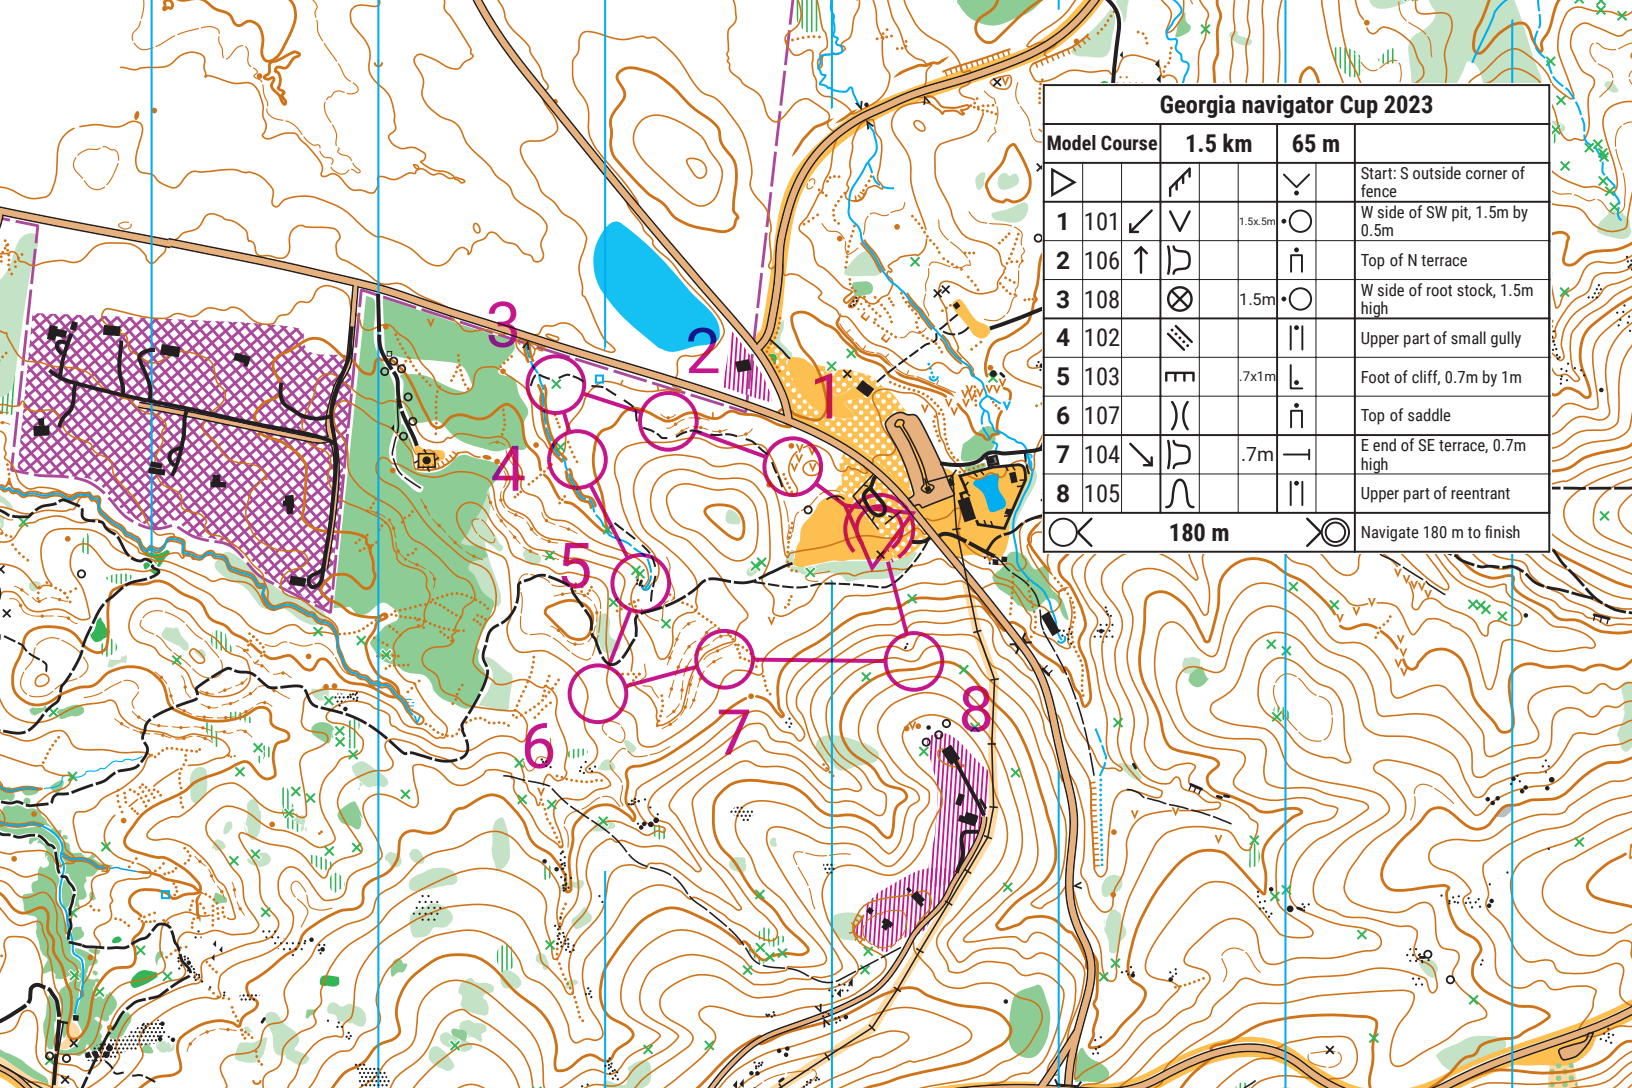 Georgia navigator Cup 2023
Model Course 1.5 km 65 m
Start: S outside corner of
fence
1 101 1.5x.5m W side of SW pit, 1.5m by
0.5m
2 106 Top of N terrace
3 108 1.5m W side of root stock, 1.5m
high
4 102 Upper part of small gully
5 103 .7x1m Foot of cliff, 0.7m by 1m
6 107 Top of saddle
7 104 .7m E end of SE terrace, 0.7m
high
8 105 Upper part of reentrant
180 m Navigate 180 m to finish
3
2
1
4
5
6
7
8